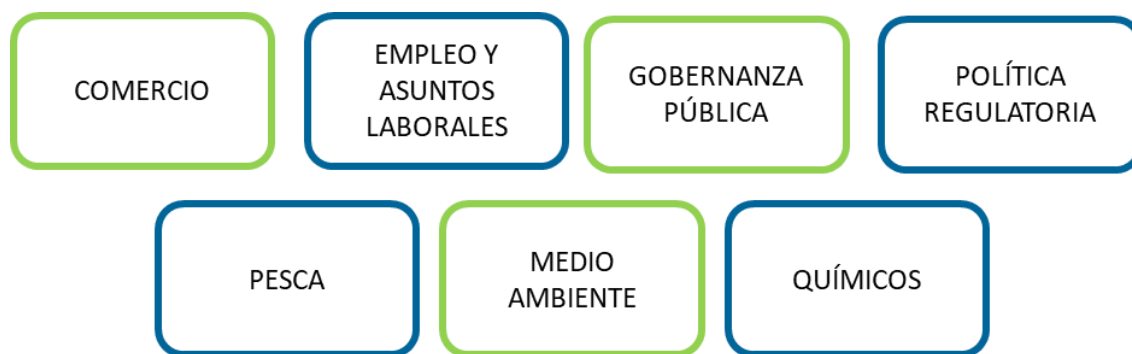 COMERCIO
EMPLEO Y
ASUNTOS
LABORALES
GOBERNANZA
PÚBLICA
POLÍTICA
REGULATORIA
PESCA
MEDIO
AMBIENTE
QUÍMICOS